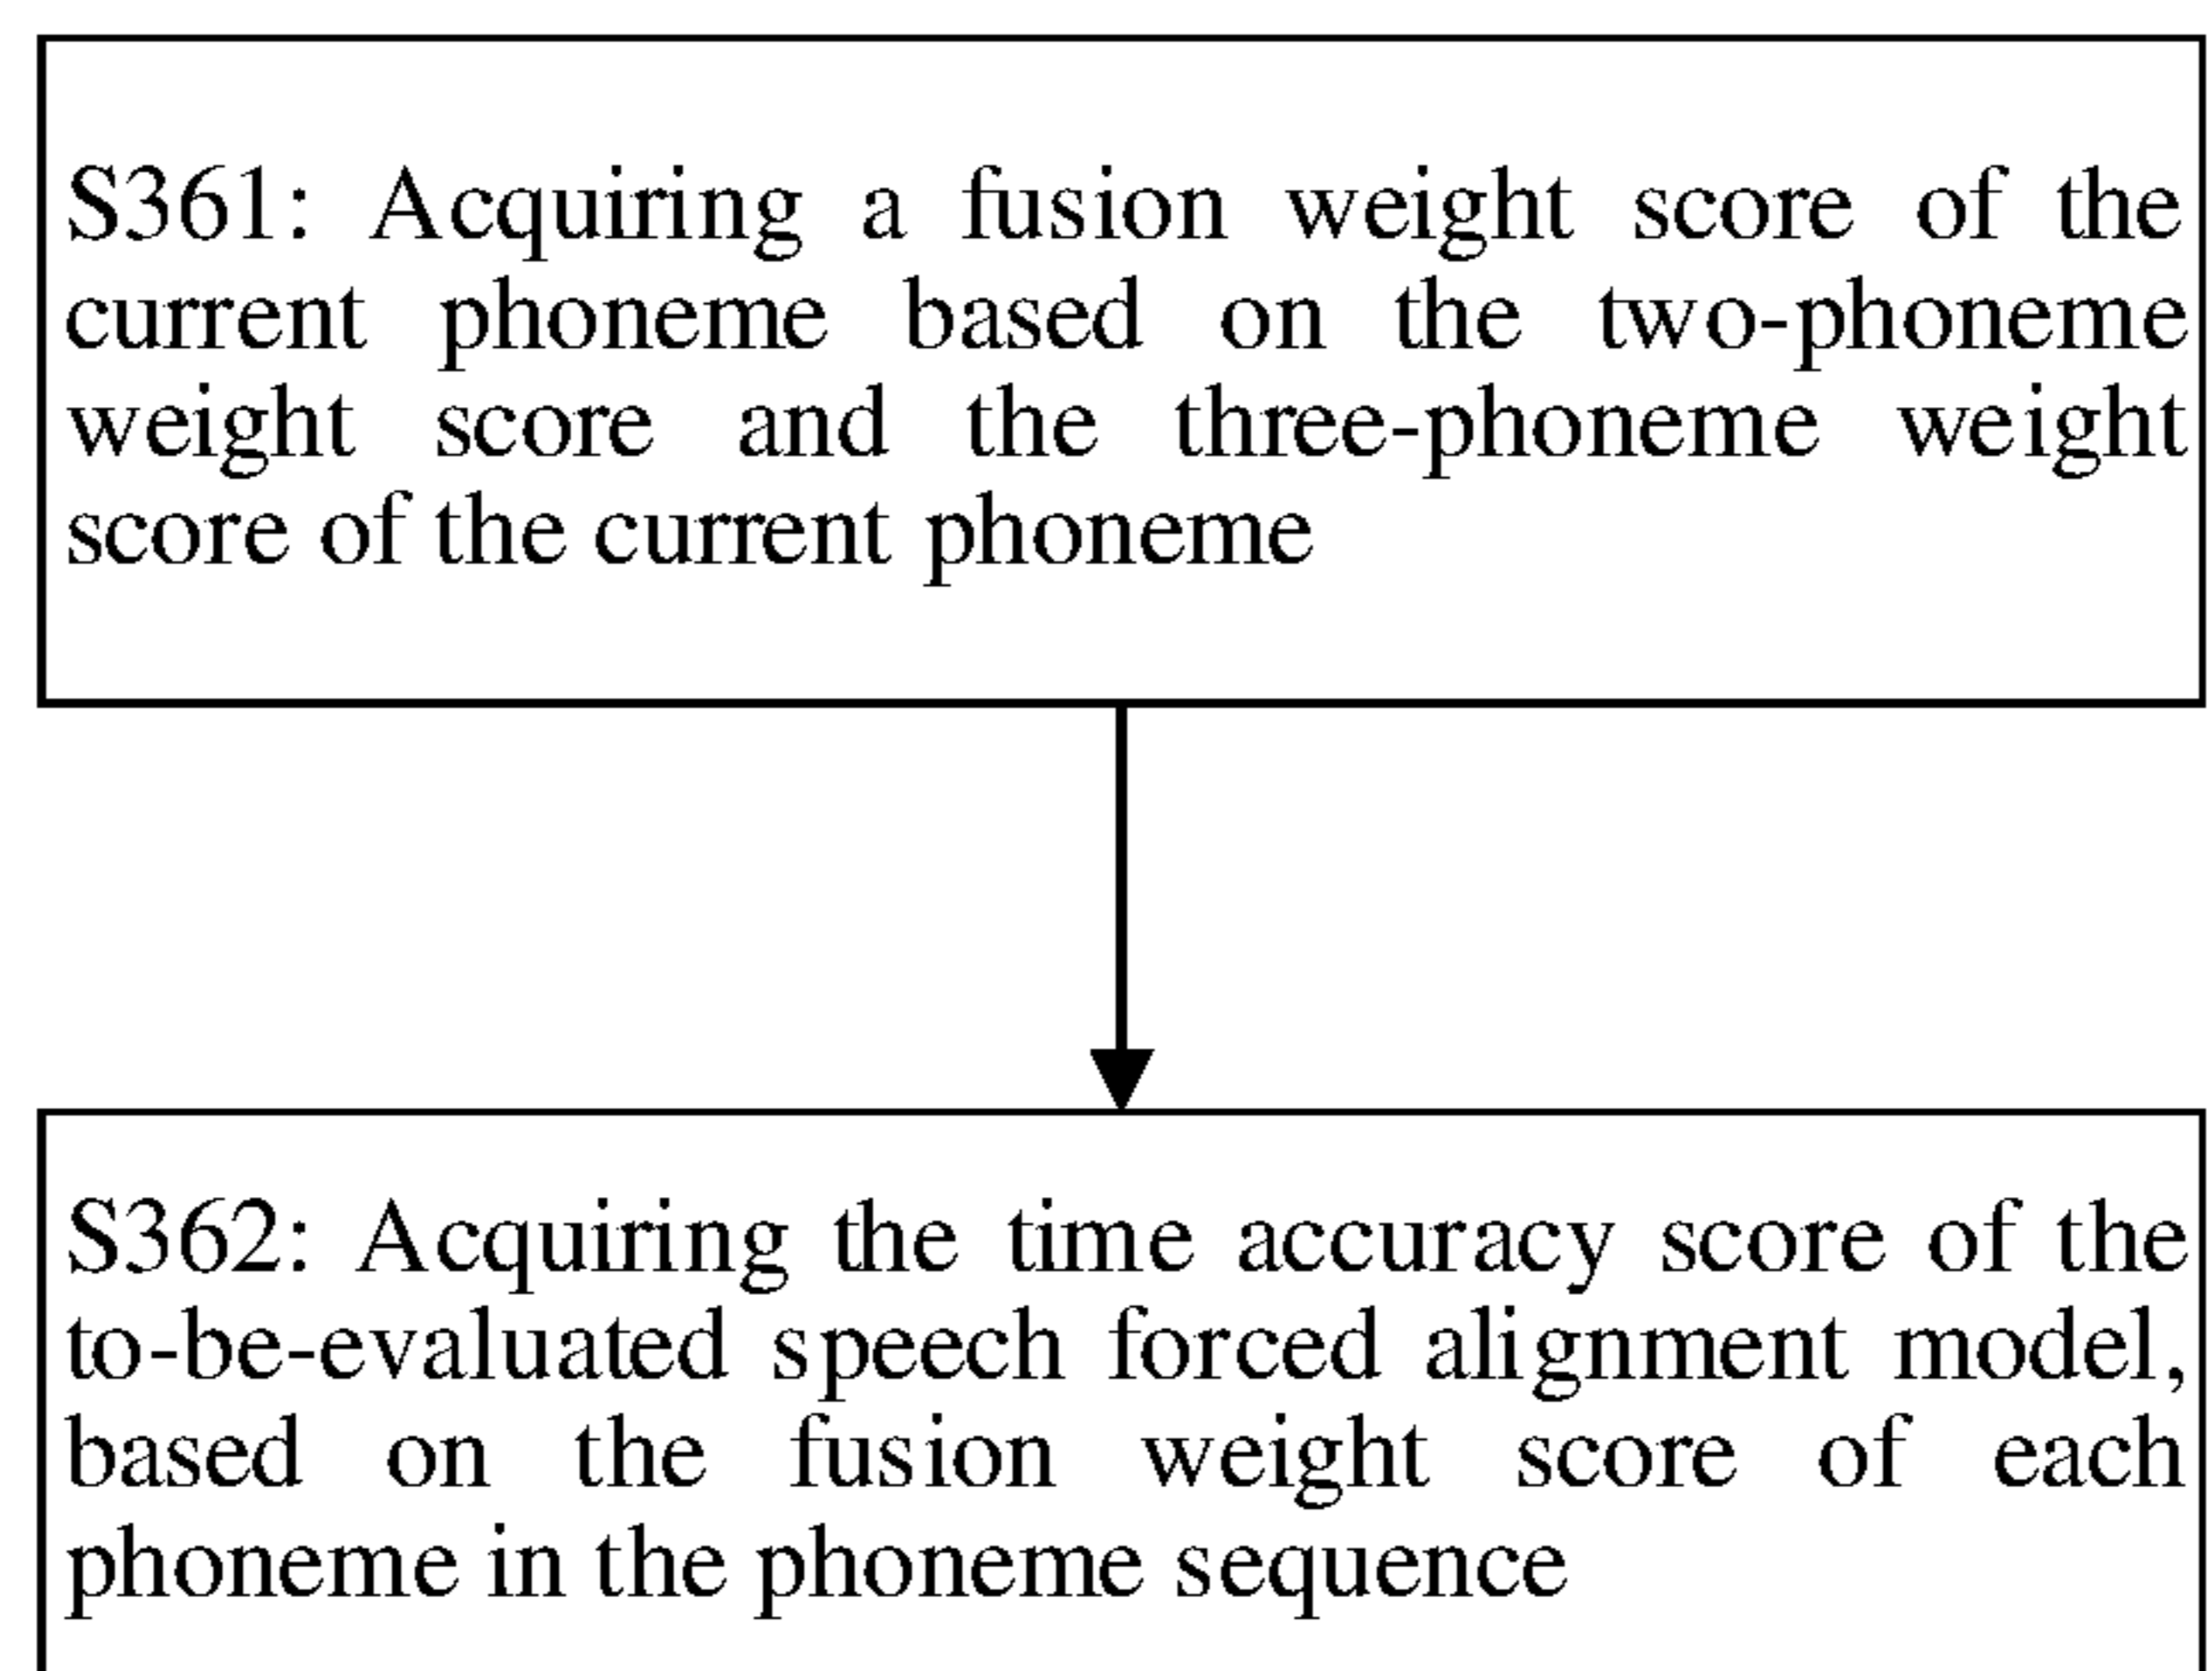 S361: Acquiring a fusion weight score of the
current phoneme based on the two-phoneme
weight score and the three-phoneme weight
score of the current phoneme
S362: Acquiring the time accuracy score of the
to-be-evaluated speech forced alignment model,
based on the fusion weight score of each
phoneme in the phoneme sequence